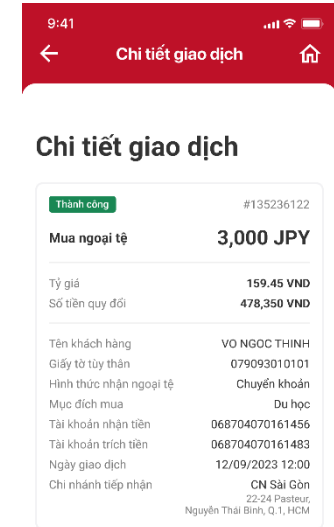 9:41
Chi tiết giao dịch
Chi tiết giao dịch
Thành công #135236122
Mua ngoại tệ 3,000 JPY
Tỷ giá 159.45 VND
Số tiền quy đổi 478,350 VND
Tên khách hàng VO NGOC THINH
Giấy tờ tùy thân 079093010101
Hình thức nhận ngoại tệ Chuyển khoản
Mục đích mua Du học
Tài khoản nhận tiền 068704070161456
Tài khoản trích tiền 068704070161483
Ngày giao dịch 12/09/2023 12:00
Chi nhánh tiếp nhận CN Sài Gòn
22-24 Pasteur,
Nguyễn Thái Bình, Q.1, HCM